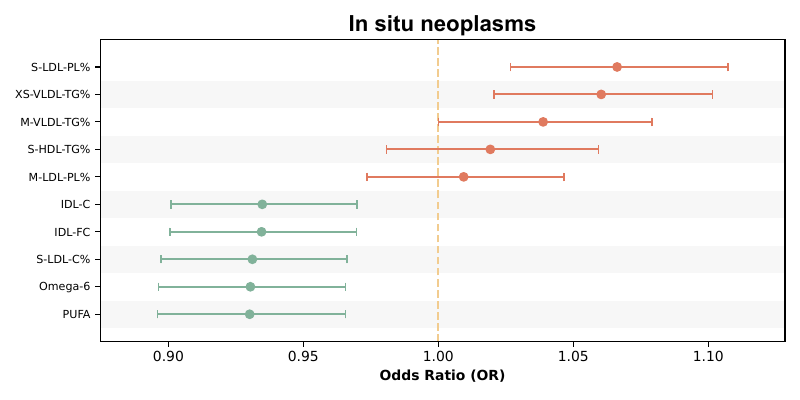 In situ neoplasms
S-LDL-PL%
XS-VLDL-TG%
M-VLDL-TG%
S-HDL-TG%
M-LDL-PL%
IDL-C
IDL-FC
S-LDL-C%
Omega-6
PUFA
0.90 0.95 1.00 1.05 1.10
Odds Ratio (OR)